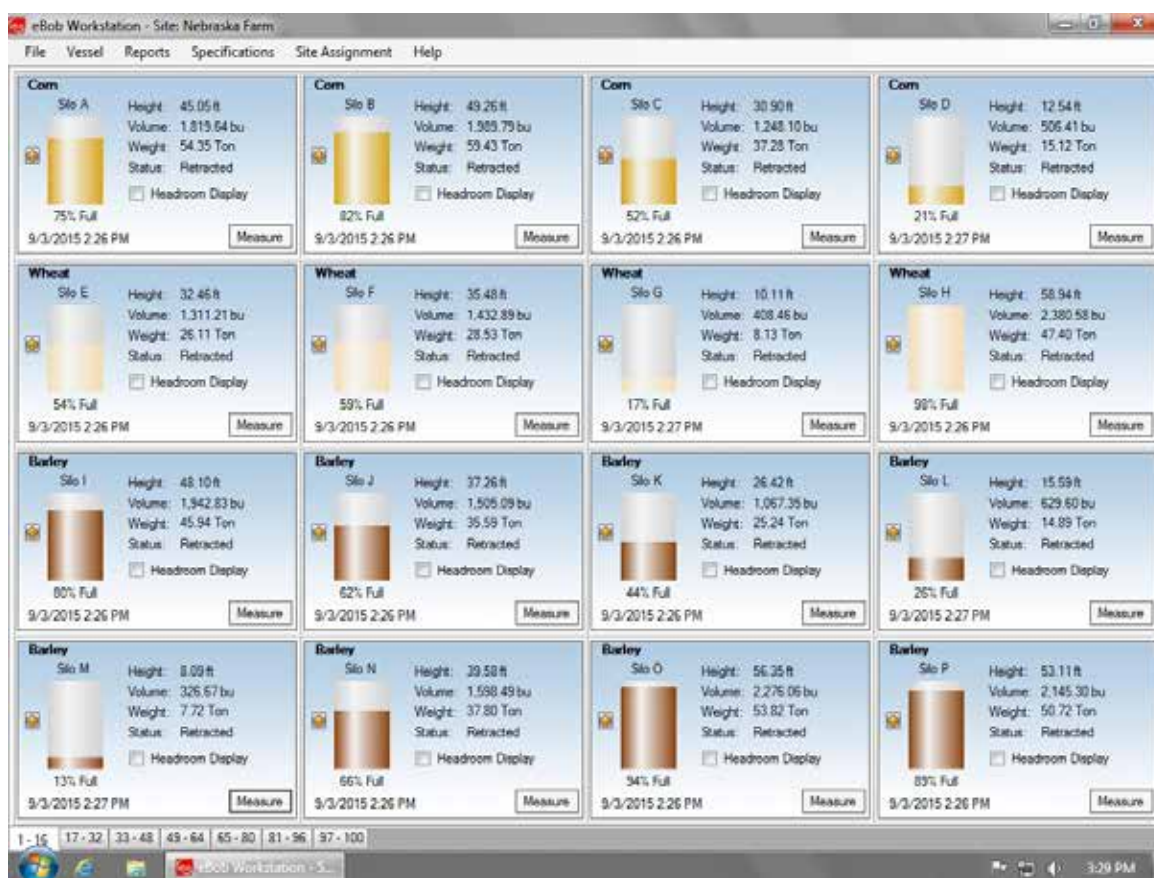 eBob Workstation - Site: Nebraska Farm
File Vessel Reports Specifications Site Assignment Help
Corn
Silo A
Height: 45.05 ft
Volume: 1,819.64 bu
Weight: 54.35 Ton
Status: Retracted
Headroom Display
75% Full
9/3/2015 2:26 PM
Measure
Corn
Silo B
Height: 49.26 ft
Volume: 1,989.79 bu
Weight: 59.43 Ton
Status: Retracted
Headroom Display
82% Full
9/3/2015 2:26 PM
Measure
Corn
Silo C
Height: 30.90 ft
Volume: 1,248.10 bu
Weight: 37.28 Ton
Status: Retracted
Headroom Display
52% Full
9/3/2015 2:26 PM
Measure
Corn
Silo D
Height: 12.54 ft
Volume: 506.41 bu
Weight: 15.12 Ton
Status: Retracted
Headroom Display
21% Full
9/3/2015 2:27 PM
Measure
Wheat
Silo E
Height: 32.46 ft
Volume: 1,311.21 bu
Weight: 26.11 Ton
Status: Retracted
Headroom Display
54% Full
9/3/2015 2:26 PM
Measure
Wheat
Silo F
Height: 35.48 ft
Volume: 1,432.89 bu
Weight: 28.53 Ton
Status: Retracted
Headroom Display
59% Full
9/3/2015 2:26 PM
Measure
Wheat
Silo G
Height: 10.11 ft
Volume: 408.46 bu
Weight: 8.13 Ton
Status: Retracted
Headroom Display
17% Full
9/3/2015 2:27 PM
Measure
Wheat
Silo H
Height: 58.94 ft
Volume: 2,380.58 bu
Weight: 47.40 Ton
Status: Retracted
Headroom Display
98% Full
9/3/2015 2:26 PM
Measure
Barley
Silo I
Height: 48.10 ft
Volume: 1,942.83 bu
Weight: 45.94 Ton
Status: Retracted
Headroom Display
80% Full
9/3/2015 2:26 PM
Measure
Barley
Silo J
Height: 37.26 ft
Volume: 1,505.09 bu
Weight: 35.59 Ton
Status: Retracted
Headroom Display
62% Full
9/3/2015 2:26 PM
Measure
Barley
Silo K
Height: 26.42 ft
Volume: 1,067.35 bu
Weight: 25.24 Ton
Status: Retracted
Headroom Display
44% Full
9/3/2015 2:26 PM
Measure
Barley
Silo L
Height: 15.59 ft
Volume: 629.60 bu
Weight: 14.89 Ton
Status: Retracted
Headroom Display
26% Full
9/3/2015 2:27 PM
Measure
Barley
Silo M
Height: 8.09 ft
Volume: 326.67 bu
Weight: 7.72 Ton
Status: Retracted
Headroom Display
13% Full
9/3/2015 2:27 PM
Measure
Barley
Silo N
Height: 39.58 ft
Volume: 1,598.49 bu
Weight: 37.80 Ton
Status: Retracted
Headroom Display
66% Full
9/3/2015 2:26 PM
Measure
Barley
Silo O
Height: 56.35 ft
Volume: 2,276.06 bu
Weight: 53.82 Ton
Status: Retracted
Headroom Display
94% Full
9/3/2015 2:26 PM
Measure
Barley
Silo P
Height: 53.11 ft
Volume: 2,145.30 bu
Weight: 50.72 Ton
Status: Retracted
Headroom Display
89% Full
9/3/2015 2:26 PM
Measure
1 - 16 17 - 32 33 - 48 49 - 64 65 - 80 81 - 96 97 - 100
eBob Workstation - S...
3:29 PM